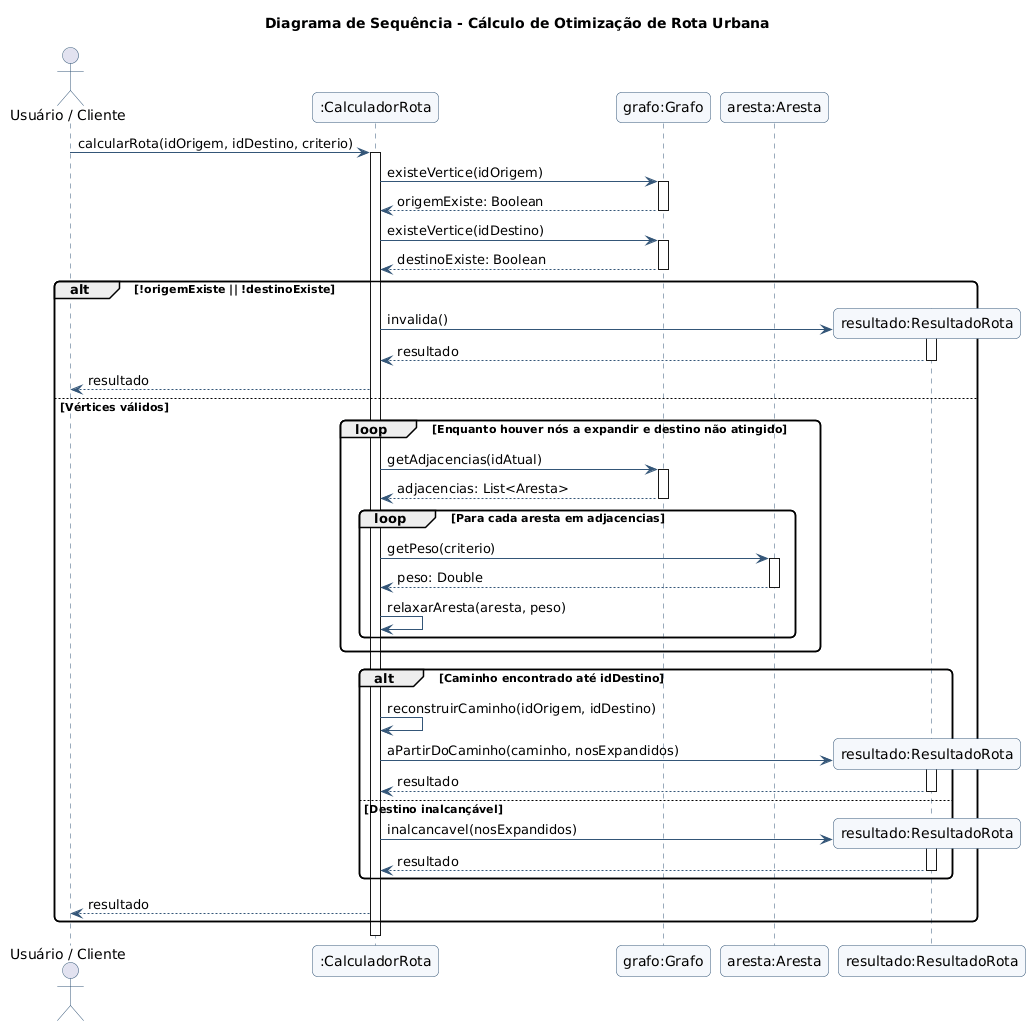 Diagrama de Sequência - Cálculo de Otimização de Rota Urbana
Usuário / Cliente
:CalculadorRota
grafo:Grafo
aresta:Aresta
calcularRota(idOrigem, idDestino, criterio)
existeVertice(idOrigem)
origemExiste: Boolean
existeVertice(idDestino)
destinoExiste: Boolean
alt
[!origemExiste || !destinoExiste]
invalida()
resultado:ResultadoRota
resultado
resultado
[Vértices válidos]
loop
[Enquanto houver nós a expandir e destino não atingido]
getAdjacencias(idAtual)
adjacencias: List<Aresta>
loop
[Para cada aresta em adjacencias]
getPeso(criterio)
peso: Double
relaxarAresta(aresta, peso)
alt
[Caminho encontrado até idDestino]
reconstruirCaminho(idOrigem, idDestino)
aPartirDoCaminho(caminho, nosExpandidos)
resultado:ResultadoRota
resultado
[Destino inalcançável]
inalcancavel(nosExpandidos)
resultado:ResultadoRota
resultado
resultado
Usuário / Cliente
:CalculadorRota
grafo:Grafo
aresta:Aresta
resultado:ResultadoRota